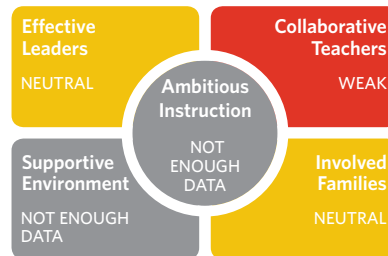 Effective
Leaders
NEUTRAL
Collaborative
Teachers
WEAK
Ambitious
Instruction
NOT
ENOUGH
DATA
Supportive
Environment
NOT ENOUGH
DATA
Involved
Families
NEUTRAL